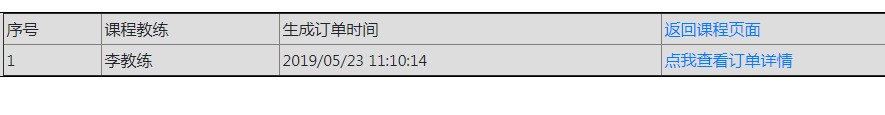 序号 课程教练 生成订单时间 返回课程页面
1 李教练 2019/05/23 11:10:14 点我查看订单详情